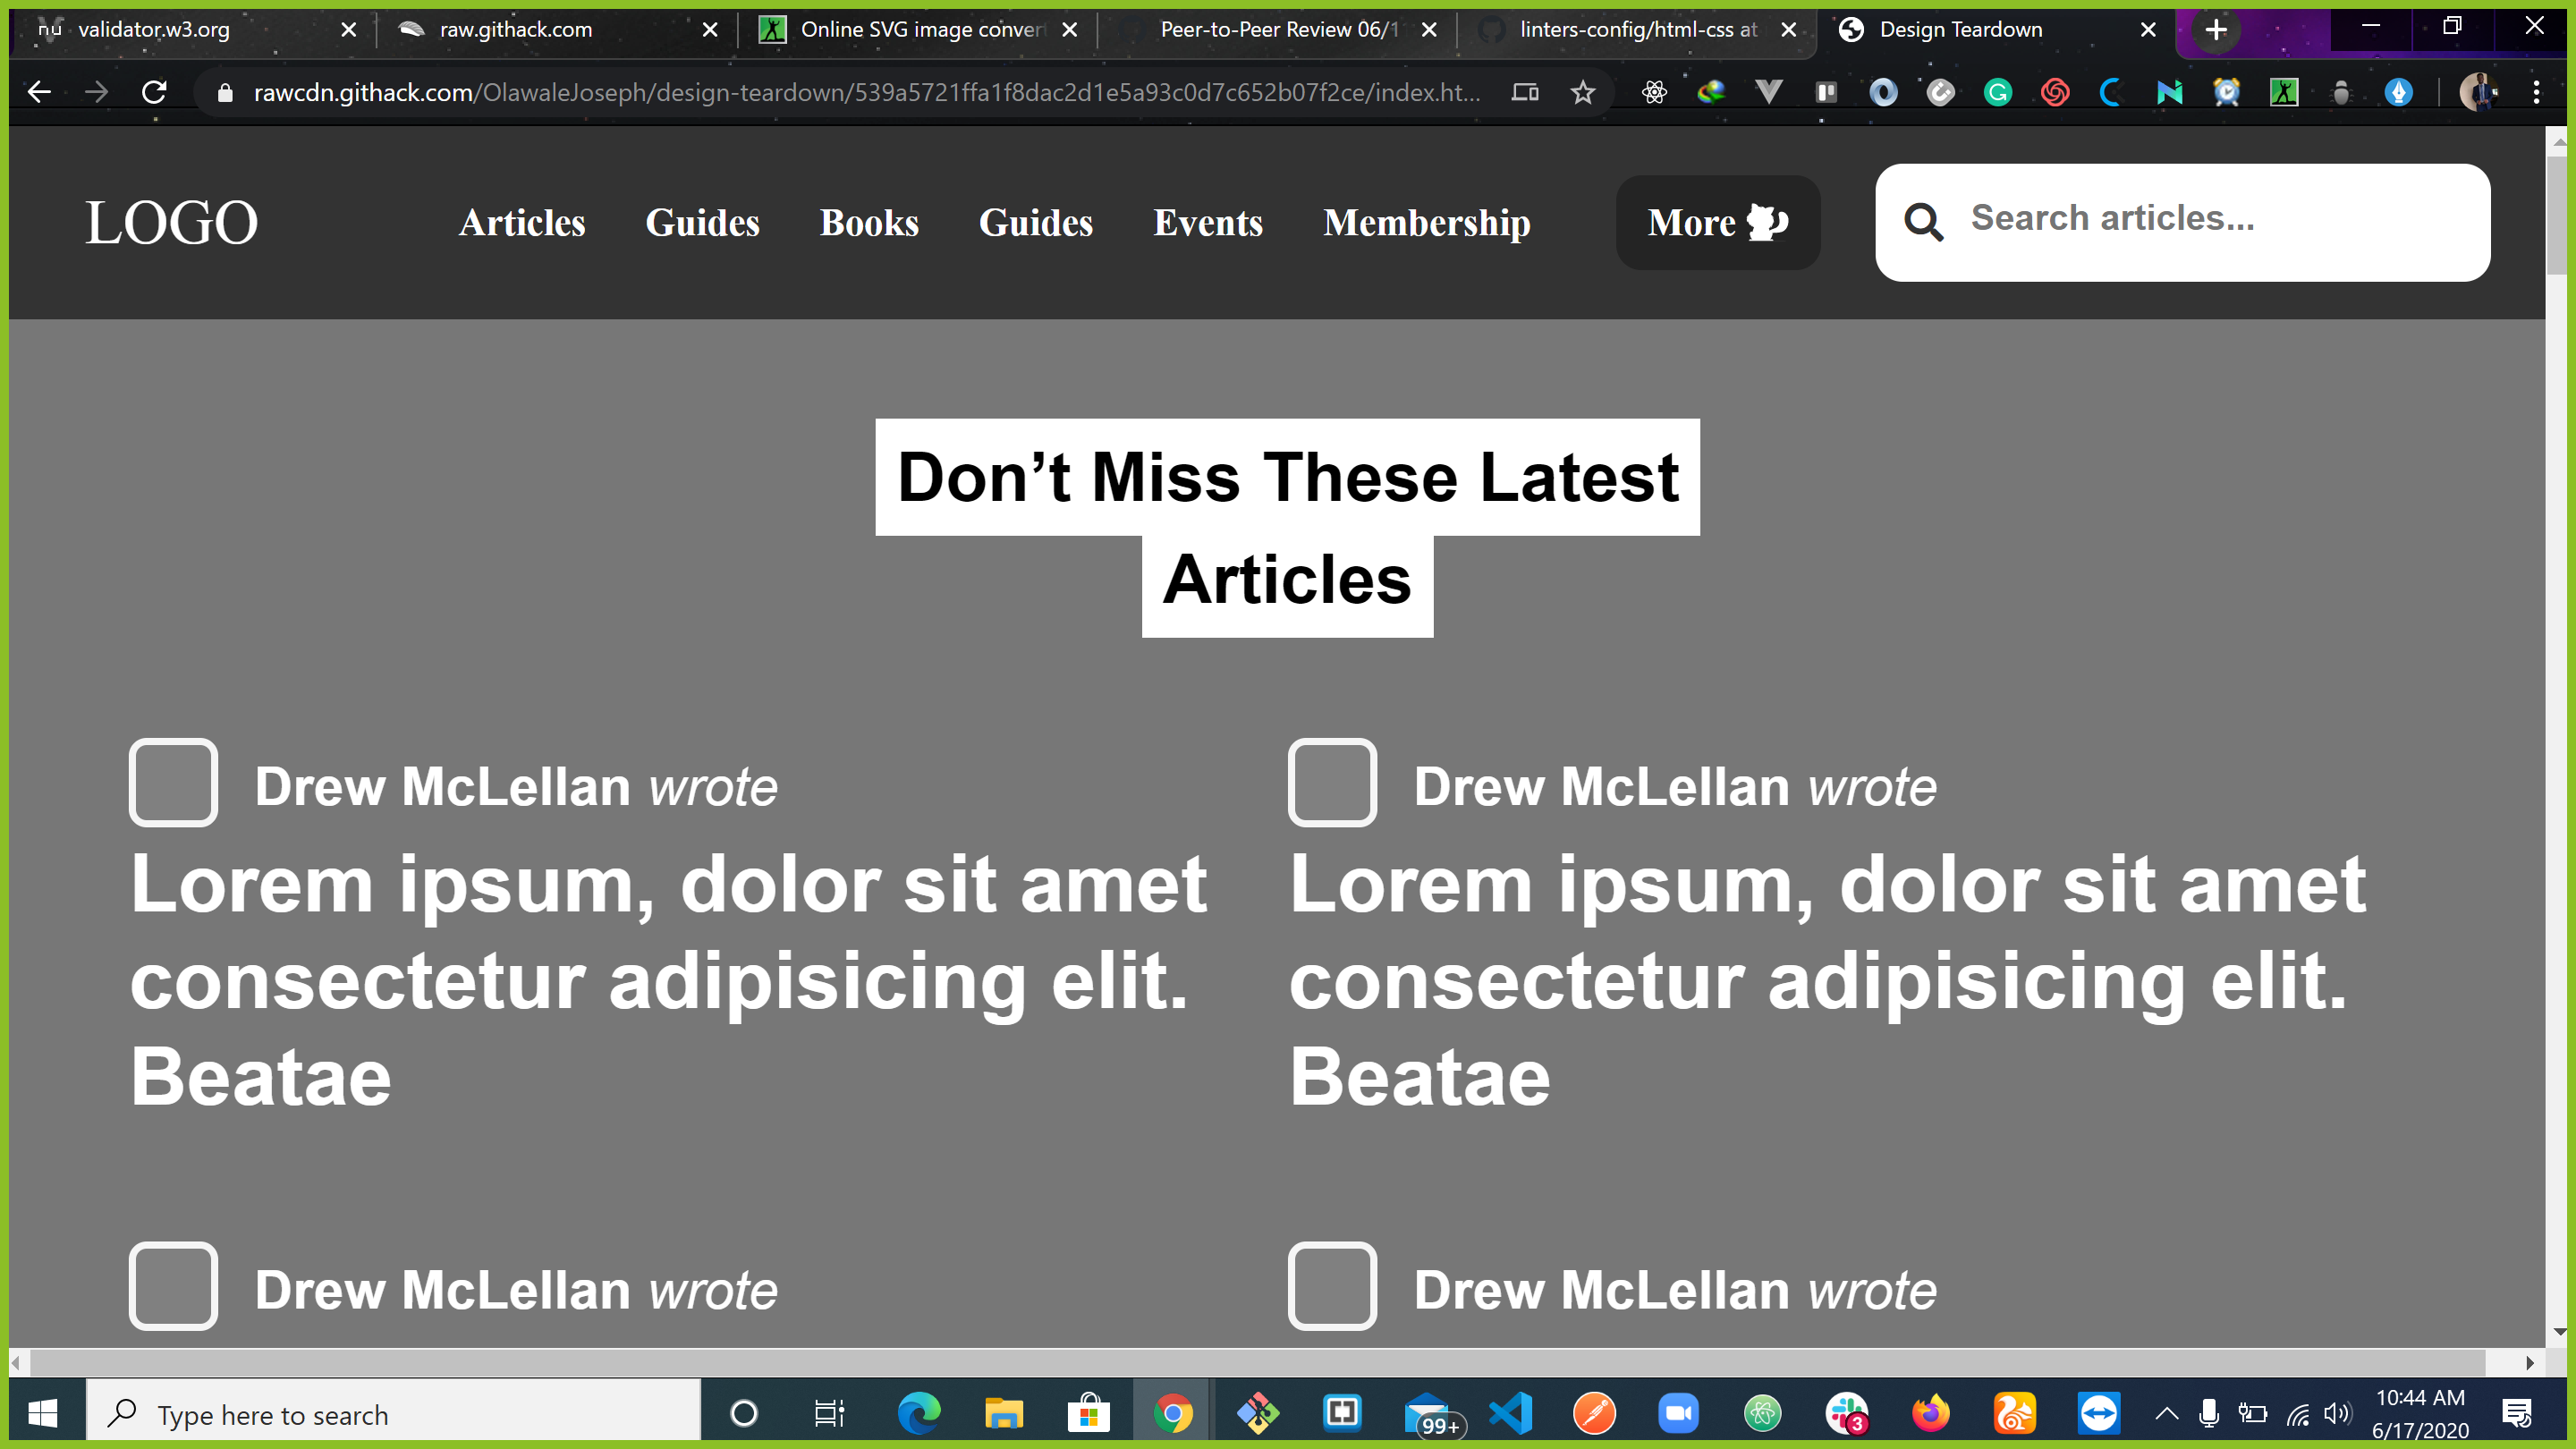 nu validator.w3.org
raw.githack.com
Online SVG image conver
Peer-to-Peer Review 06/1
linters-config/html-css at
Design Teardown
rawcdn.githack.com/OlawaleJoseph/design-teardown/539a5721ffa1f8dac2d1e5a93c0d7c652b07f2ce/index.ht...
LOGO
Articles
Guides
Books
Guides
Events
Membership
More
Search articles...
Don’t Miss These Latest
Articles
Drew McLellan wrote
Lorem ipsum, dolor sit amet
consectetur adipisicing elit.
Beatae
Drew McLellan wrote
Lorem ipsum, dolor sit amet
consectetur adipisicing elit.
Beatae
Drew McLellan wrote
Drew McLellan wrote
Type here to search
99+
3
10:44 AM
6/17/2020